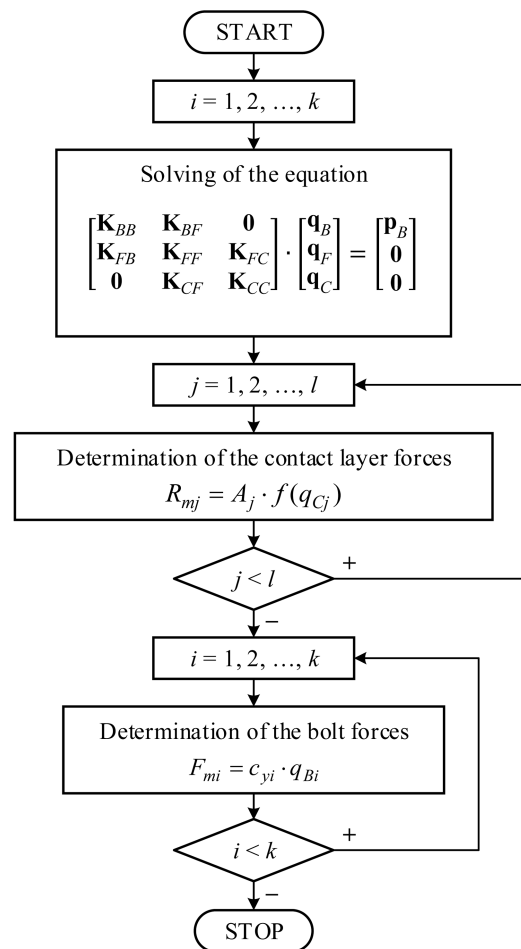 START
i = 1, 2, …, k
Solving of the equation
[K_BB K_BF 0; K_FB K_FF K_FC; 0 K_CF K_CC] · [q_B; q_F; q_C] = [p_B; 0; 0]
j = 1, 2, …, l
Determination of the contact layer forces
R_mj = A_j · f(q_Cj)
j < l
+
−
i = 1, 2, …, k
Determination of the bolt forces
F_mi = c_yi · q_Bi
i < k
+
−
STOP